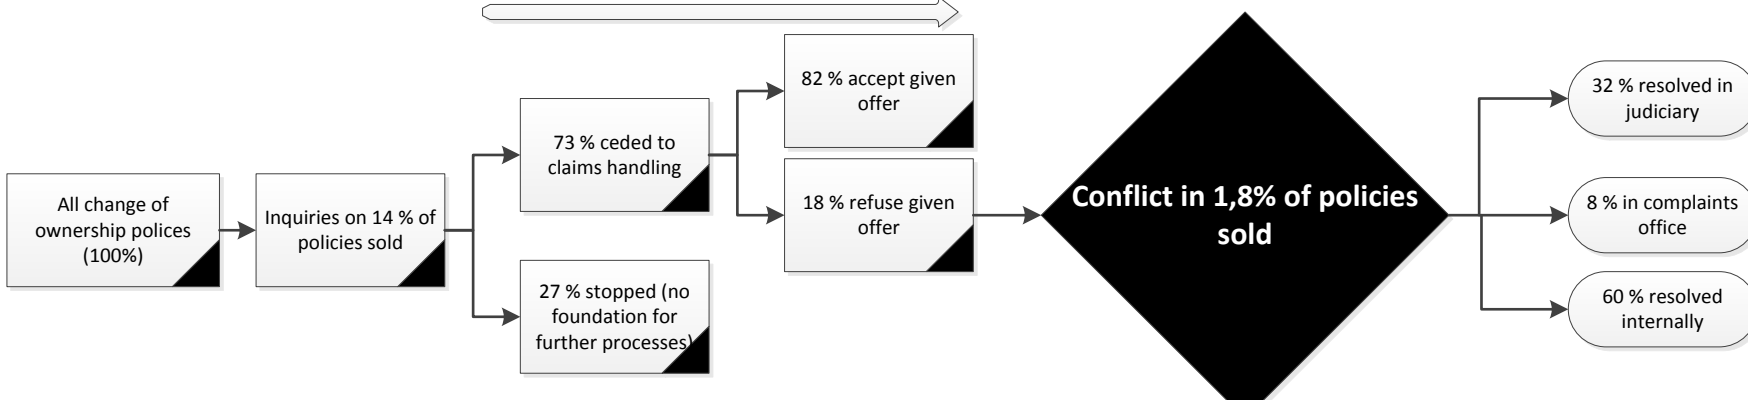 All change of
ownership polices
(100%)
Inquiries on 14 % of
policies sold
73 % ceded to
claims handling
27 % stopped (no
foundation for
further processes)
82 % accept given
offer
18 % refuse given
offer
Conflict in 1,8% of policies
sold
32 % resolved in
judiciary
8 % in complaints
office
60 % resolved
internally